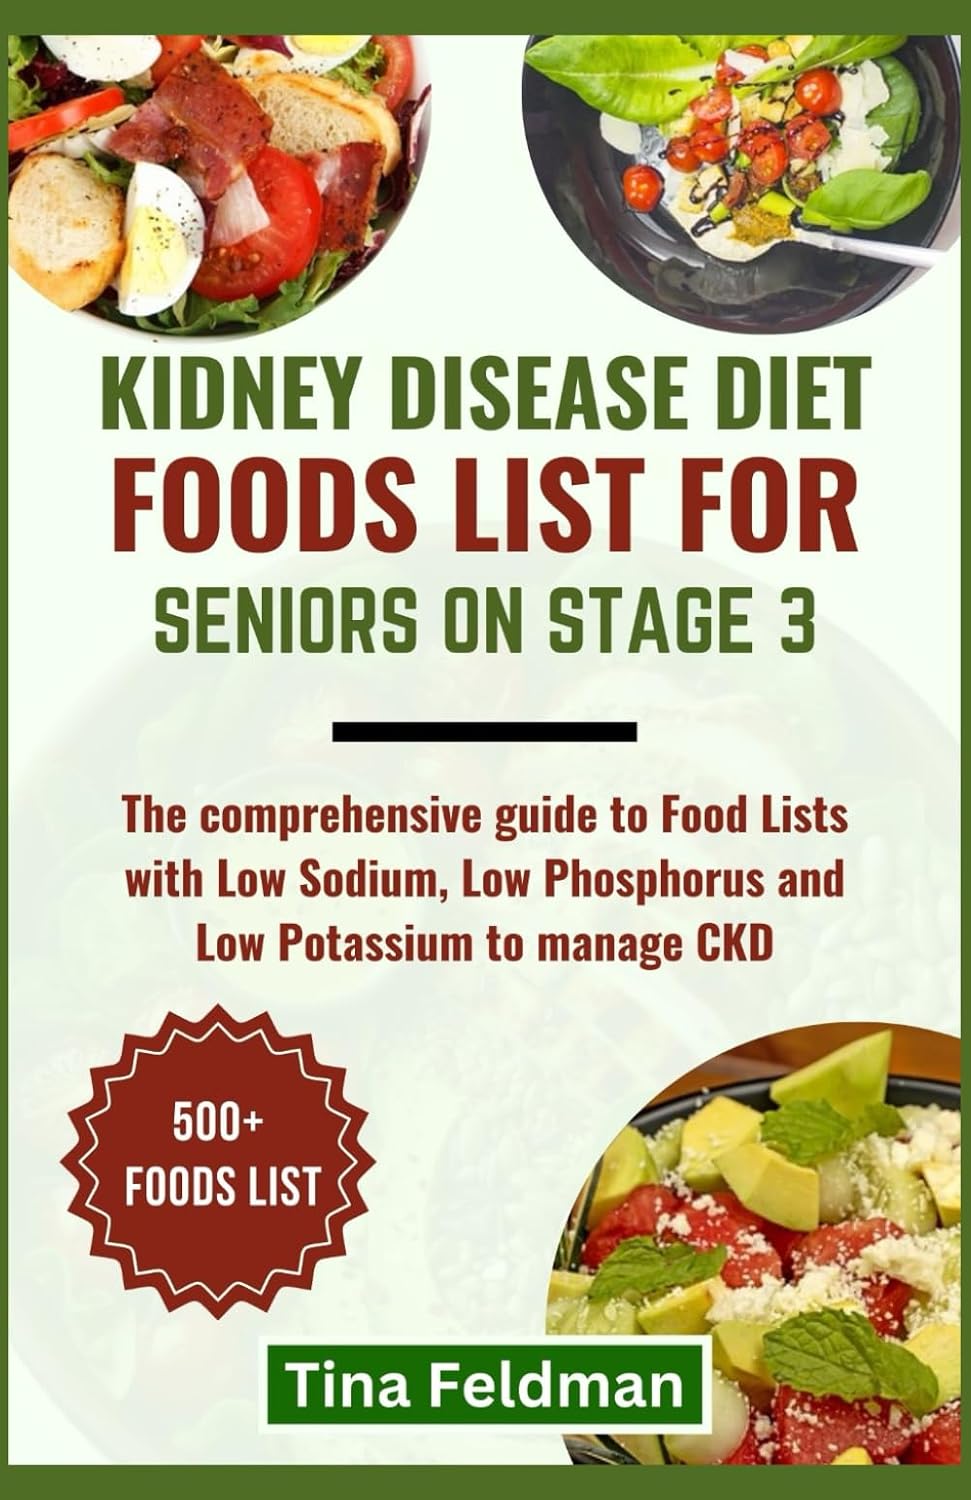 KIDNEY DISEASE DIET
FOODS LIST FOR
SENIORS ON STAGE 3
The comprehensive guide to Food Lists
with Low Sodium, Low Phosphorus and
Low Potassium to manage CKD
500+
FOODS LIST
Tina Feldman